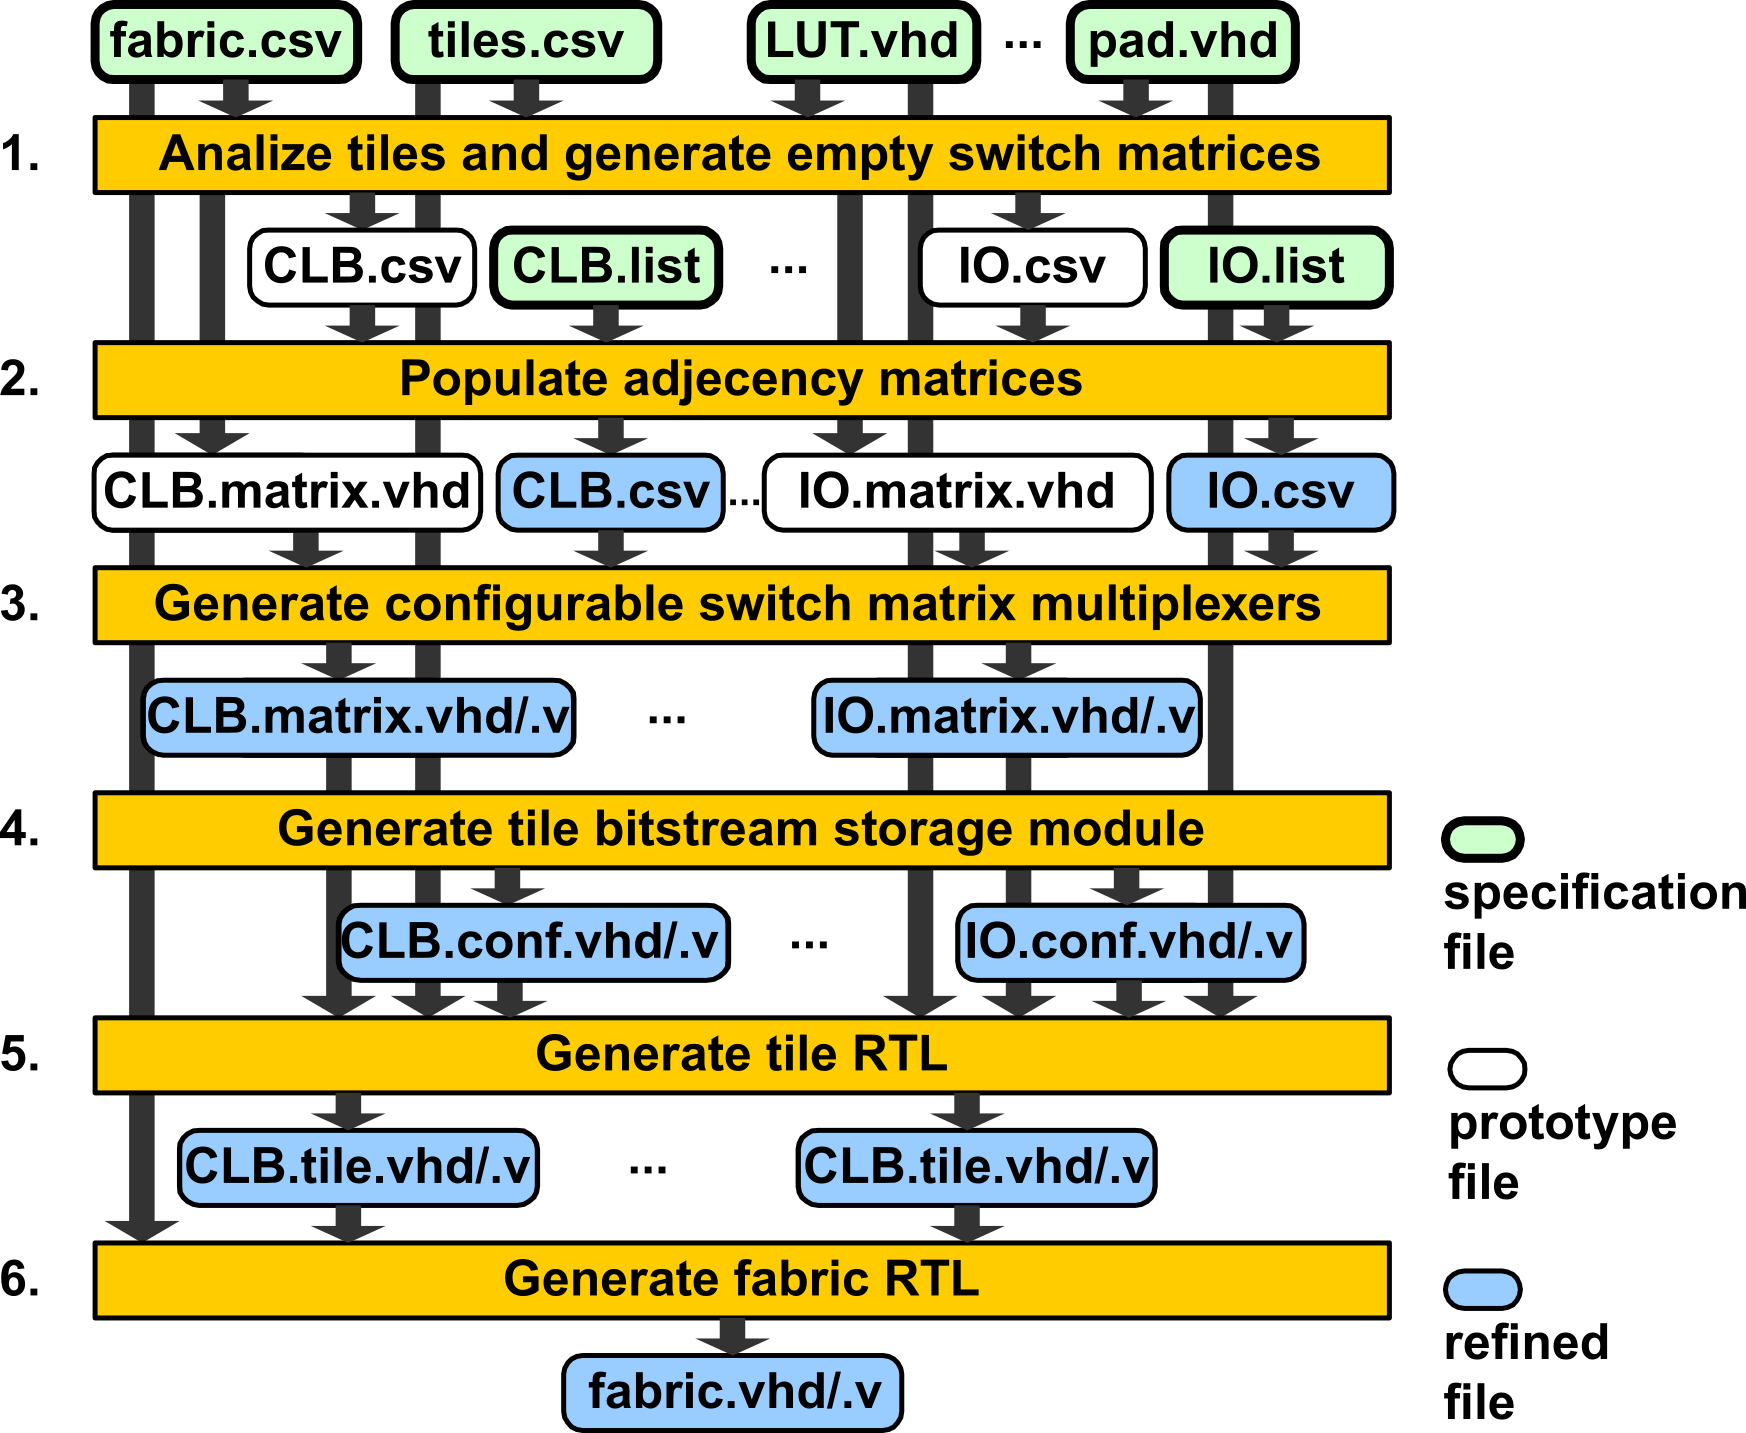 fabric.csv tiles.csv LUT.vhd ... pad.vhd
1. Analize tiles and generate empty switch matrices
CLB.csv CLB.list ... IO.csv IO.list
2. Populate adjecency matrices
CLB.matrix.vhd CLB.csv ... IO.matrix.vhd IO.csv
3. Generate configurable switch matrix multiplexers
CLB.matrix.vhd/.v ... IO.matrix.vhd/.v
4. Generate tile bitstream storage module
CLB.conf.vhd/.v ... IO.conf.vhd/.v
5. Generate tile RTL
CLB.tile.vhd/.v ... CLB.tile.vhd/.v
6. Generate fabric RTL
fabric.vhd/.v
specification
file
prototype
file
refined
file